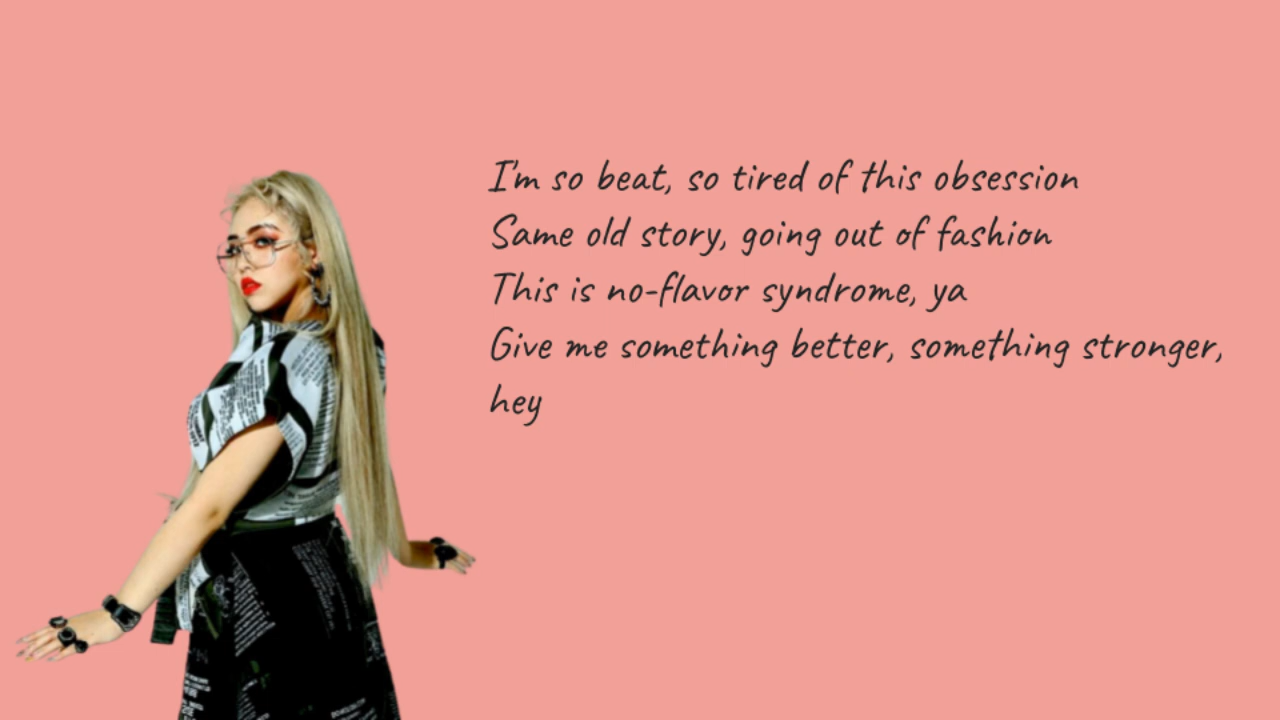 I'm so beat, so tired of this obsession
Same old story, going out of fashion
This is no-flavor syndrome, ya
Give me something better, something stronger,
hey